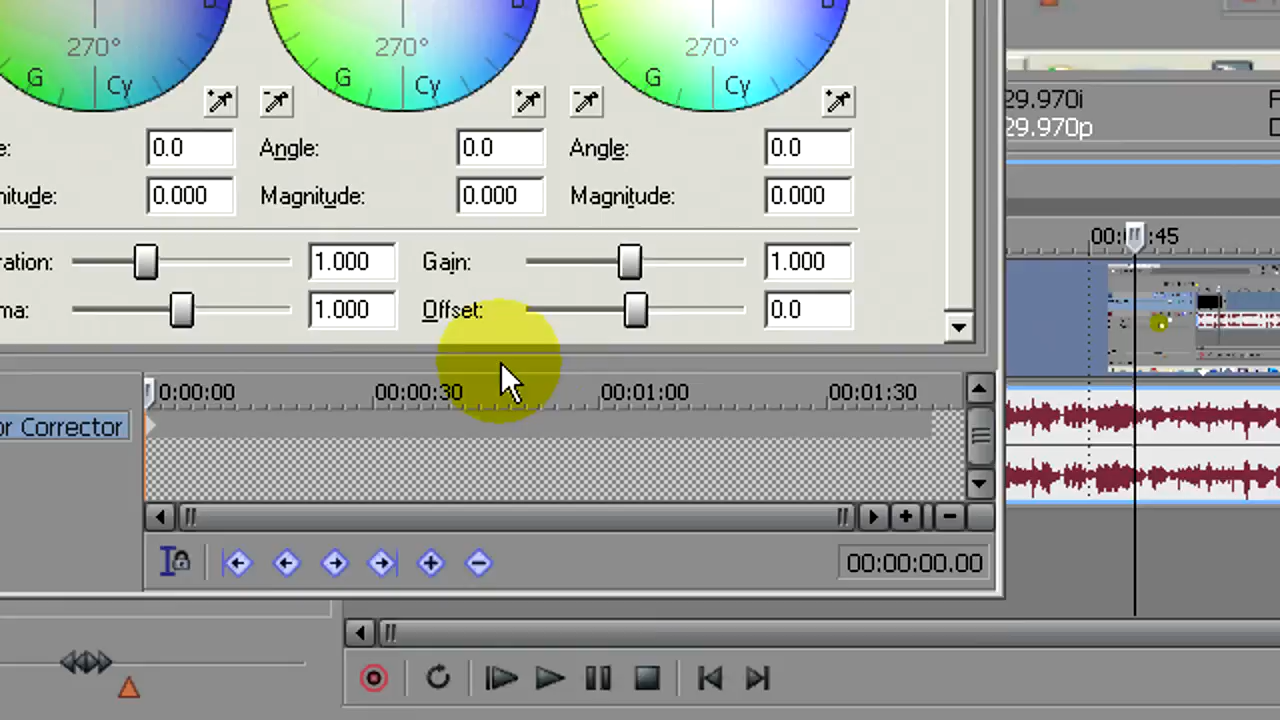 270° 270° 270°
G Cy G Cy G Cy
29.970i
29.970p
e: 0.0 Angle: 0.0 Angle: 0.0
nitude: 0.000 Magnitude: 0.000 Magnitude: 0.000
00: :45
ration: 1.000 Gain: 1.000
ma: 1.000 Offset: 0.0
0:00:00 00:00:30 00:01:00 00:01:30
or Corrector
00:00:00.00